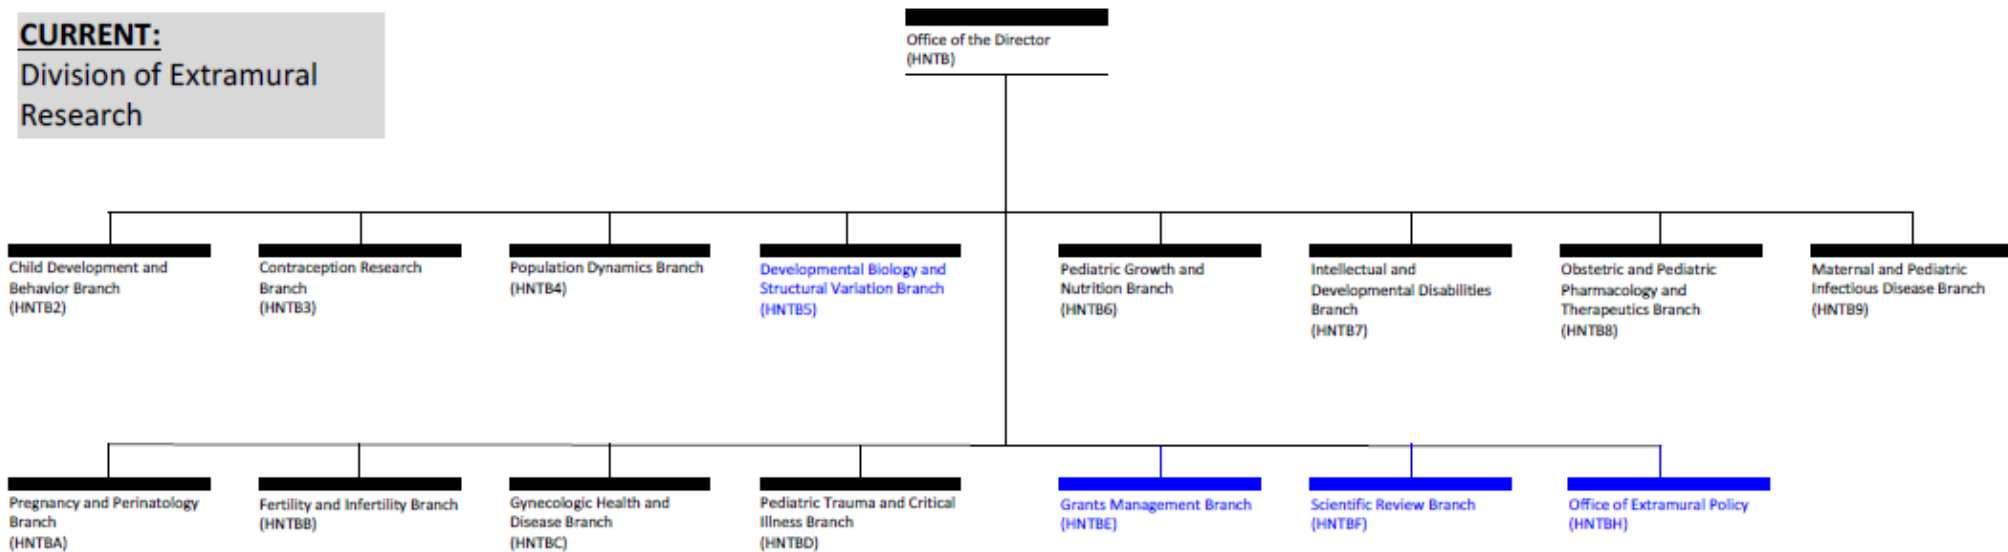 CURRENT:
Division of Extramural
Research
Office of the Director
(HNTB)
Child Development and
Behavior Branch
(HNTB2)
Contraception Research
Branch
(HNTB3)
Population Dynamics Branch
(HNTB4)
Developmental Biology and
Structural Variation Branch
(HNTB5)
Pediatric Growth and
Nutrition Branch
(HNTB6)
Intellectual and
Developmental Disabilities
Branch
(HNTB7)
Obstetric and Pediatric
Pharmacology and
Therapeutics Branch
(HNTB8)
Maternal and Pediatric
Infectious Disease Branch
(HNTB9)
Pregnancy and Perinatology
Branch
(HNTBA)
Fertility and Infertility Branch
(HNTBB)
Gynecologic Health and
Disease Branch
(HNTBC)
Pediatric Trauma and Critical
Illness Branch
(HNTBD)
Grants Management Branch
(HNTBE)
Scientific Review Branch
(HNTBF)
Office of Extramural Policy
(HNTBH)